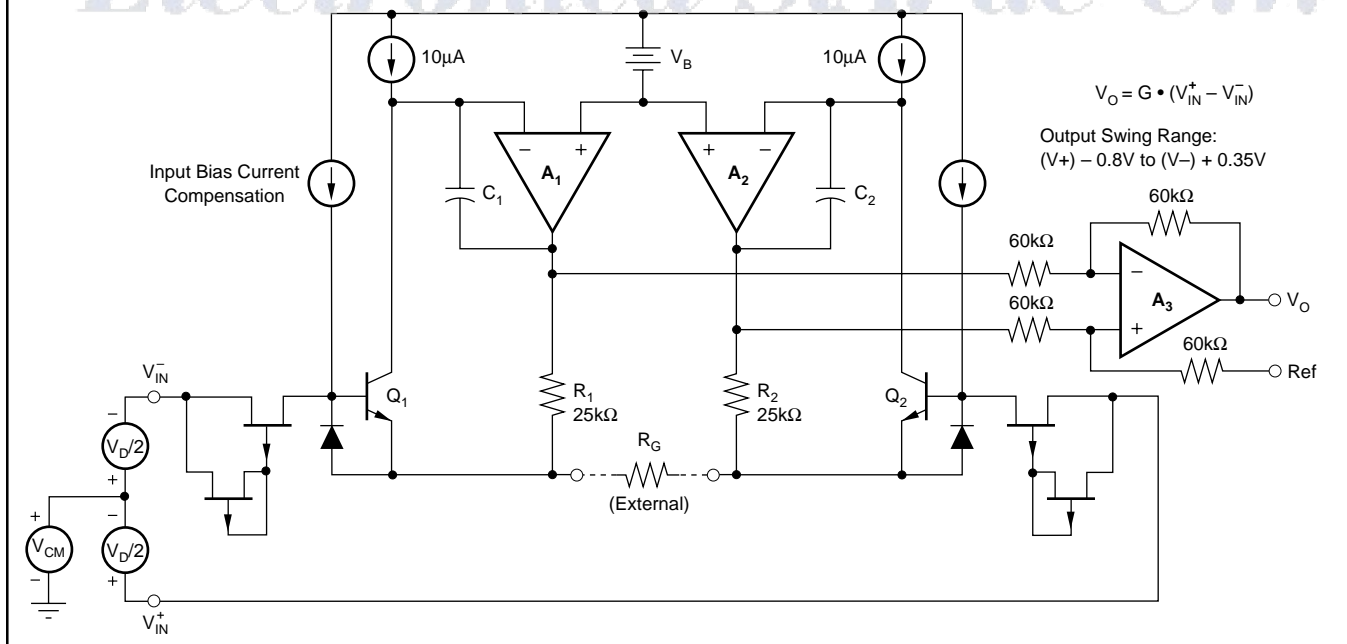 10µA
V_B
10µA
V_O = G • (V_IN^+ – V_IN^–)
Output Swing Range:
(V+) – 0.8V to (V–) + 0.35V
Input Bias Current
Compensation
– +
A_1
+ –
A_2
C_1
C_2
60kΩ
60kΩ
60kΩ
–
A_3
+
V_O
60kΩ
Ref
V_IN^–
Q_1
R_1
25kΩ
R_2
25kΩ
Q_2
R_G
(External)
–
V_D/2
+
+
V_CM
–
–
V_D/2
+
V_IN^+